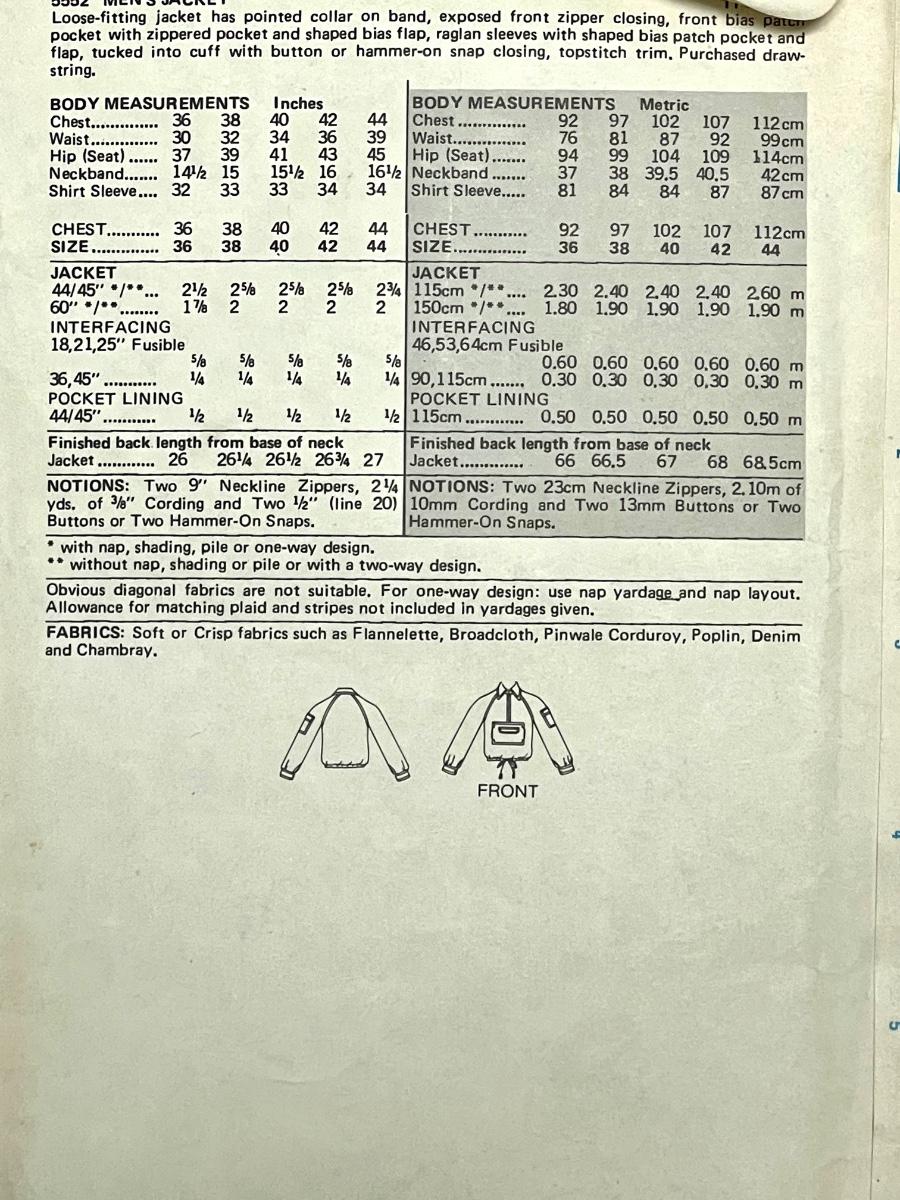 5552 MEN'S JACKET
Loose-fitting jacket has pointed collar on band, exposed front zipper closing, front bias patch
pocket with zippered pocket and shaped bias flap, raglan sleeves with shaped bias patch pocket and
flap, tucked into cuff with button or hammer-on snap closing, topstitch trim. Purchased draw-
string.
BODY MEASUREMENTS Inches
Chest.............. 36 38 40 42 44
Waist.............. 30 32 34 36 39
Hip (Seat) ...... 37 39 41 43 45
Neckband....... 14½ 15 15½ 16 16½
Shirt Sleeve.... 32 33 33 34 34
CHEST........... 36 38 40 42 44
SIZE .............. 36 38 40 42 44
JACKET
44/45" */**... 2½ 2⅝ 2⅝ 2⅝ 2¾
60" */**........ 1⅞ 2 2 2 2
INTERFACING
18,21,25" Fusible
⅝ ⅝ ⅝ ⅝ ⅝
36,45" ........... ¼ ¼ ¼ ¼ ¼
POCKET LINING
44/45"........... ½ ½ ½ ½ ½
Finished back length from base of neck
Jacket ............ 26 26¼ 26½ 26¾ 27
NOTIONS: Two 9" Neckline Zippers, 2¼
yds. of ⅜" Cording and Two ½" (line 20)
Buttons or Two Hammer-On Snaps.
BODY MEASUREMENTS Metric
Chest .............. 92 97 102 107 112cm
Waist............... 76 81 87 92 99cm
Hip (Seat)....... 94 99 104 109 114cm
Neckband ....... 37 38 39.5 40.5 42cm
Shirt Sleeve..... 81 84 84 87 87cm
CHEST ........... 92 97 102 107 112cm
SIZE............... 36 38 40 42 44
JACKET
115cm */**.... 2.30 2.40 2.40 2.40 2.60 m
150cm */**.... 1.80 1.90 1.90 1.90 1.90 m
INTERFACING
46,53,64cm Fusible
0.60 0.60 0.60 0.60 0.60 m
90,115cm ....... 0.30 0.30 0.30 0.30 0.30 m
POCKET LINING
115cm ............ 0.50 0.50 0.50 0.50 0.50 m
Finished back length from base of neck
Jacket............. 66 66.5 67 68 68.5cm
NOTIONS: Two 23cm Neckline Zippers, 2.10m of
10mm Cording and Two 13mm Buttons or Two
Hammer-On Snaps.
* with nap, shading, pile or one-way design.
** without nap, shading or pile or with a two-way design.
Obvious diagonal fabrics are not suitable. For one-way design: use nap yardage and nap layout.
Allowance for matching plaid and stripes not included in yardages given.
FABRICS: Soft or Crisp fabrics such as Flannelette, Broadcloth, Pinwale Corduroy, Poplin, Denim
and Chambray.
FRONT
4
5